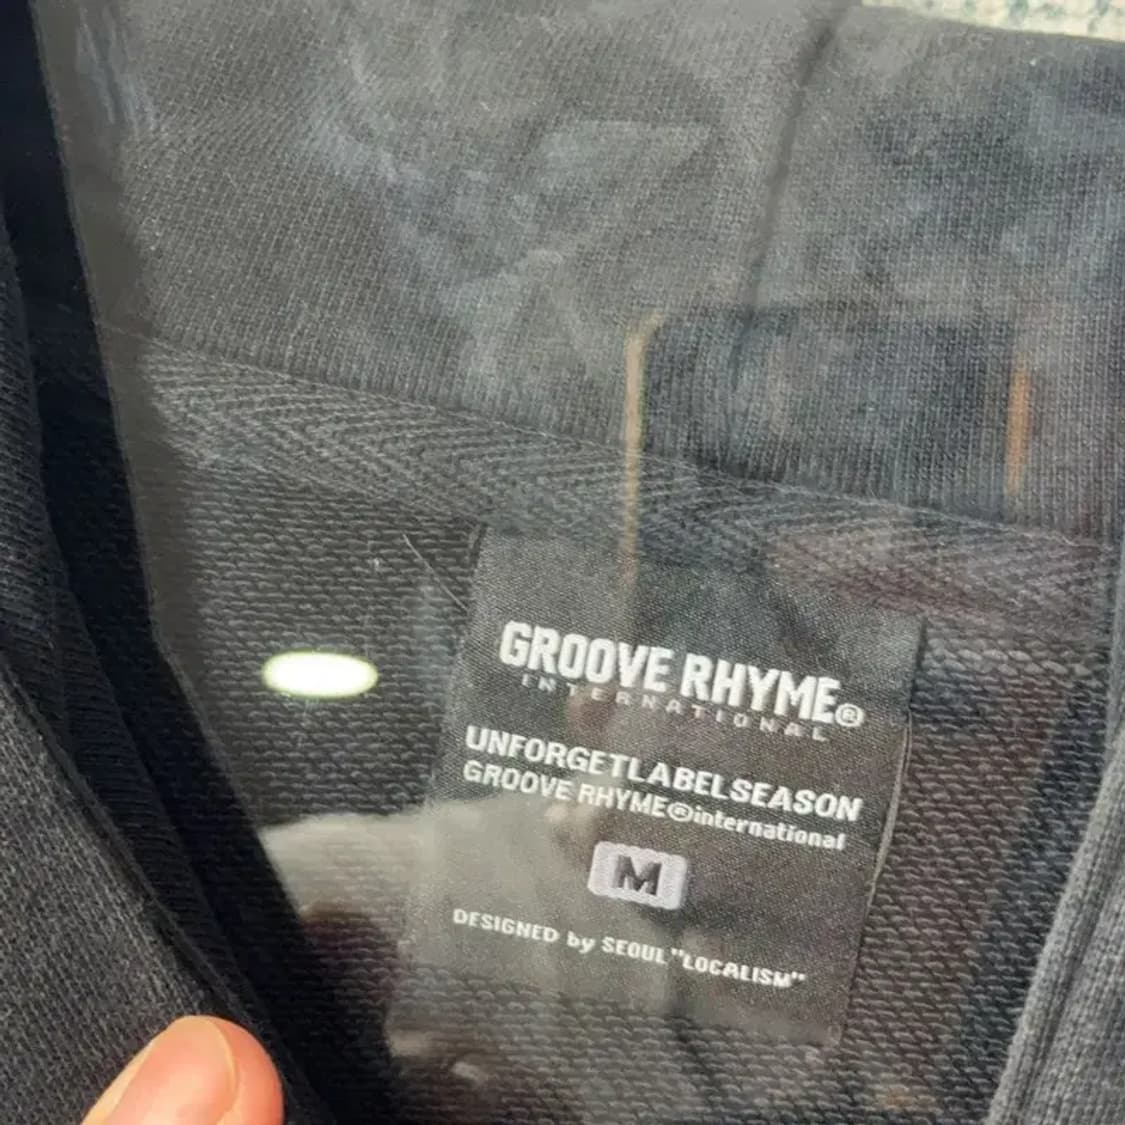 GROOVE RHYME®
INTERNATIONAL
UNFORGETLABELSEASON
GROOVE RHYME®international
M
DESIGNED by SEOUL "LOCALISM"